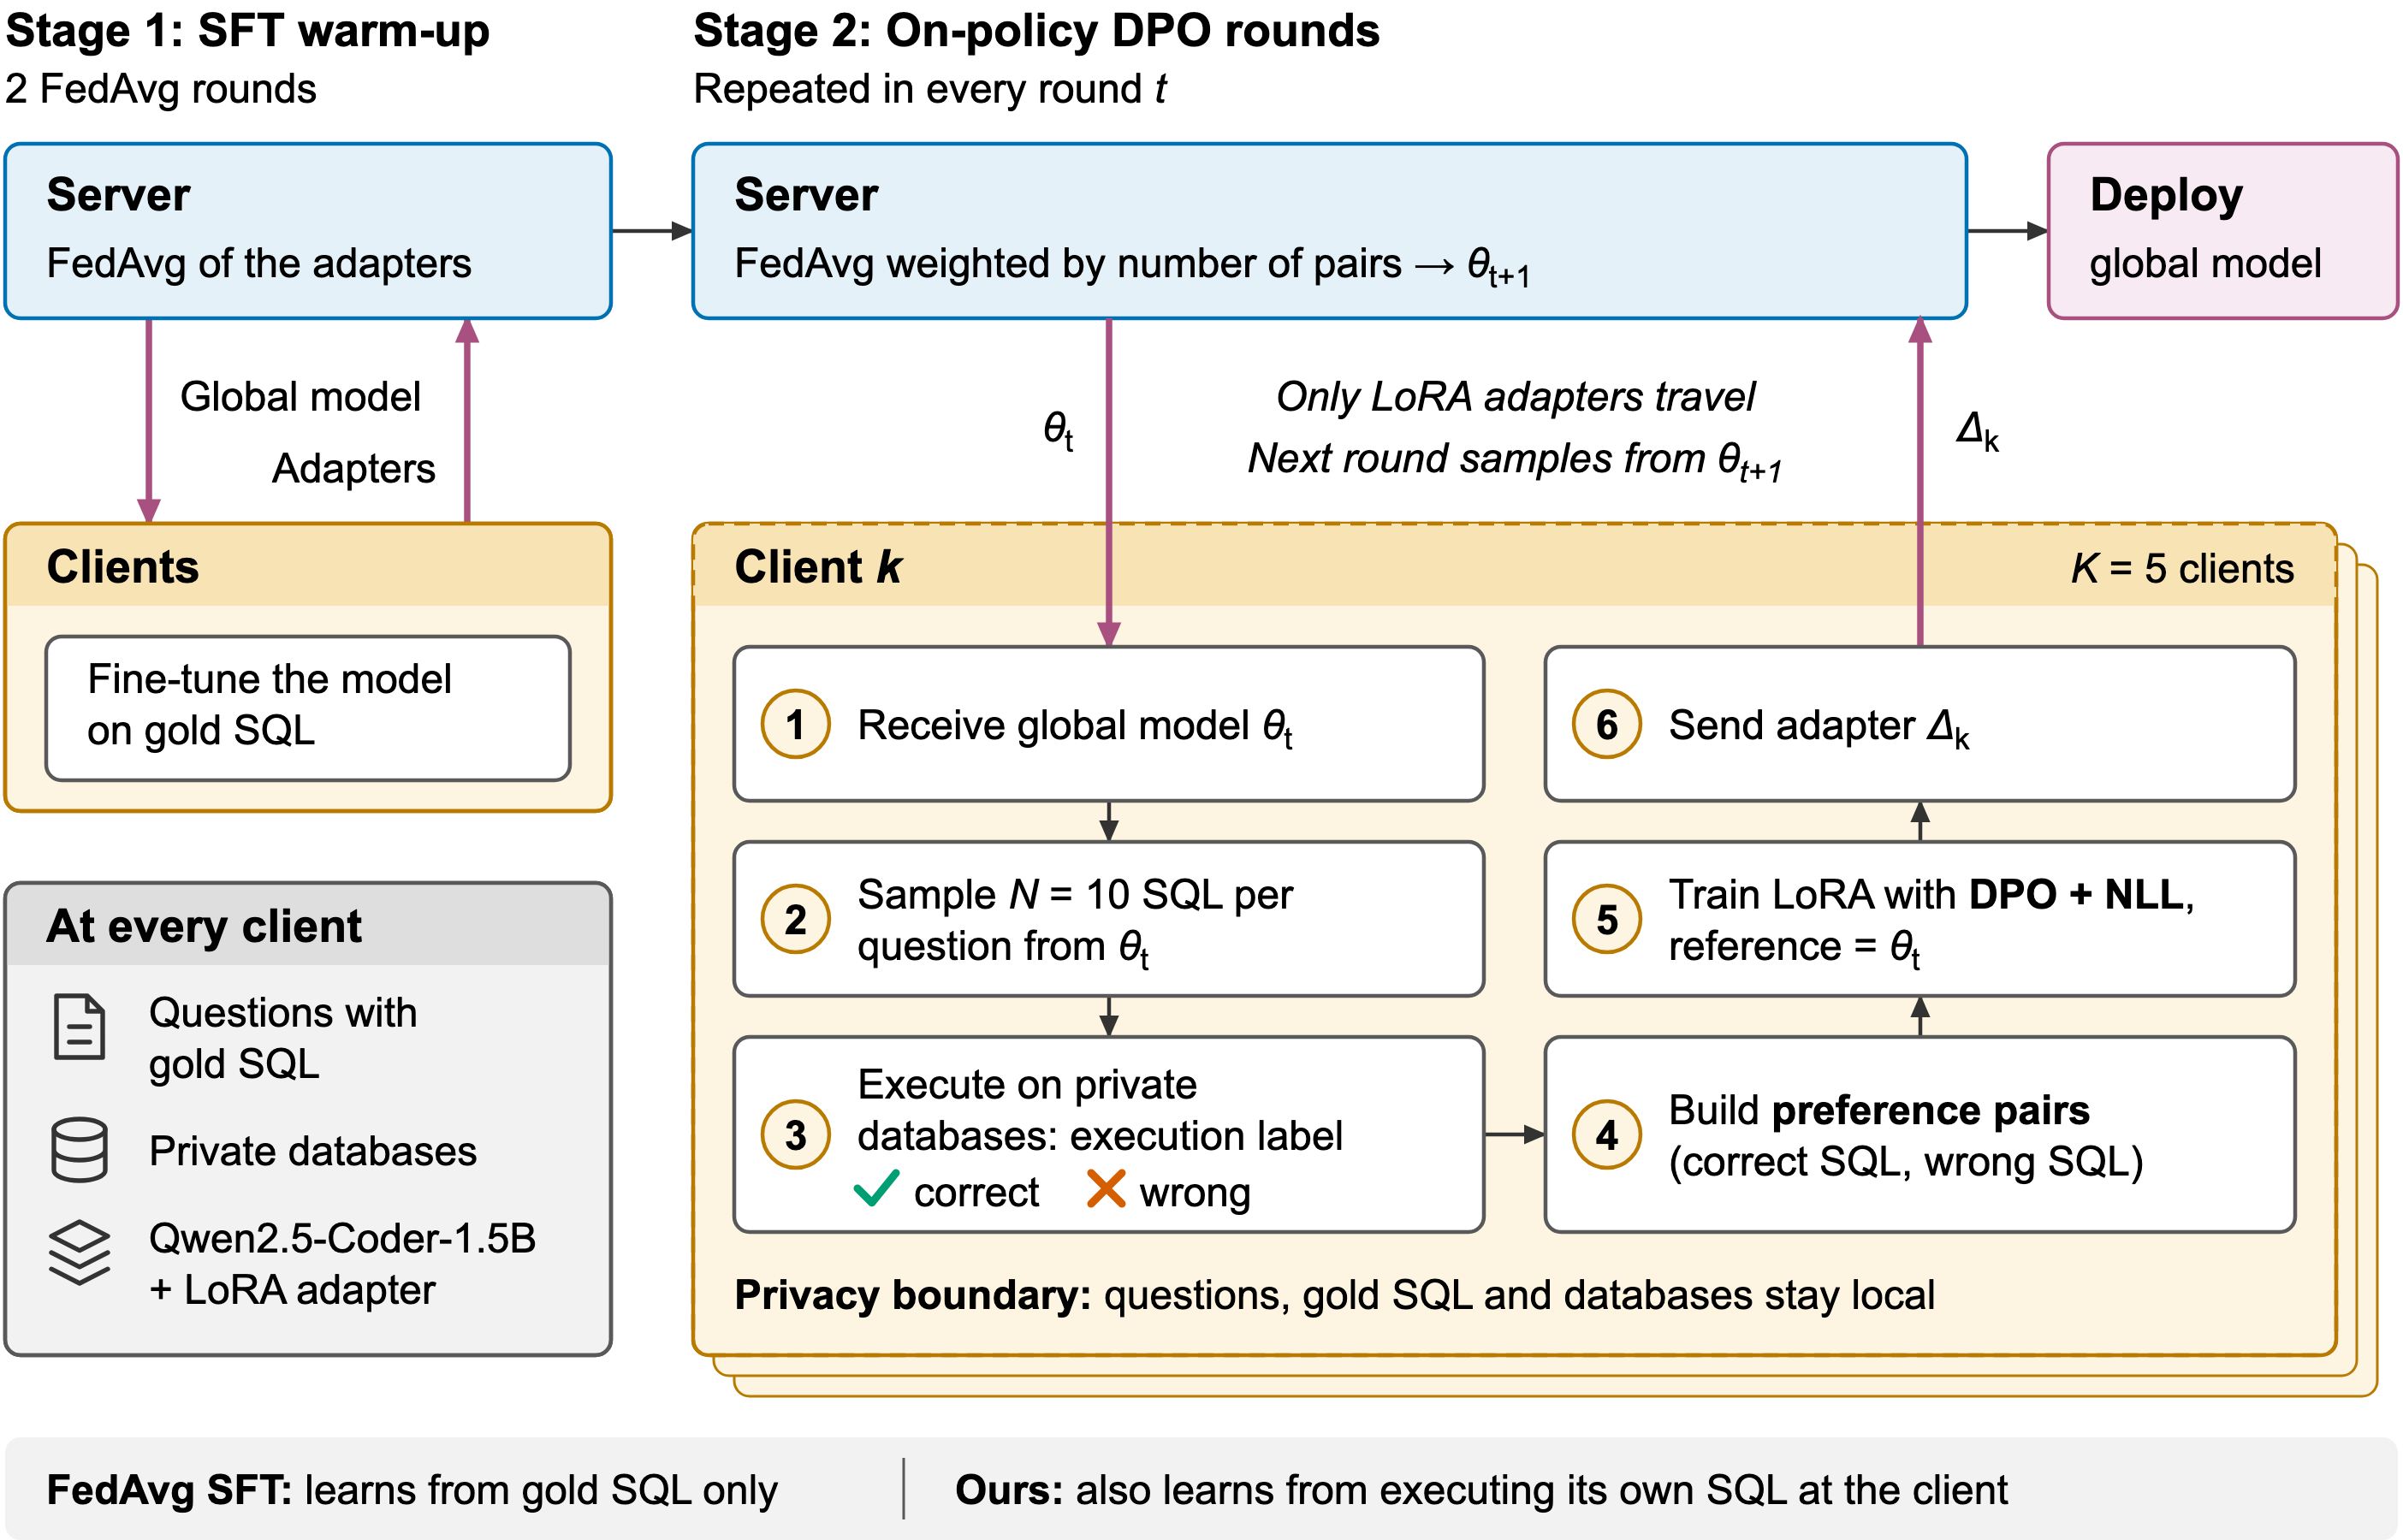 Stage 1: SFT warm-up
2 FedAvg rounds
Server
FedAvg of the adapters
Global model
Adapters
Clients
Fine-tune the model
on gold SQL
At every client
Questions with
gold SQL
Private databases
Qwen2.5-Coder-1.5B
+ LoRA adapter
Stage 2: On-policy DPO rounds
Repeated in every round t
Server
FedAvg weighted by number of pairs → θt+1
Deploy
global model
θt
Only LoRA adapters travel
Next round samples from θt+1
Δk
Client k
K = 5 clients
1 Receive global model θt
2 Sample N = 10 SQL per
question from θt
3 Execute on private
databases: execution label
✓ correct ✗ wrong
4 Build preference pairs
(correct SQL, wrong SQL)
5 Train LoRA with DPO + NLL,
reference = θt
6 Send adapter Δk
Privacy boundary: questions, gold SQL and databases stay local
FedAvg SFT: learns from gold SQL only
Ours: also learns from executing its own SQL at the client